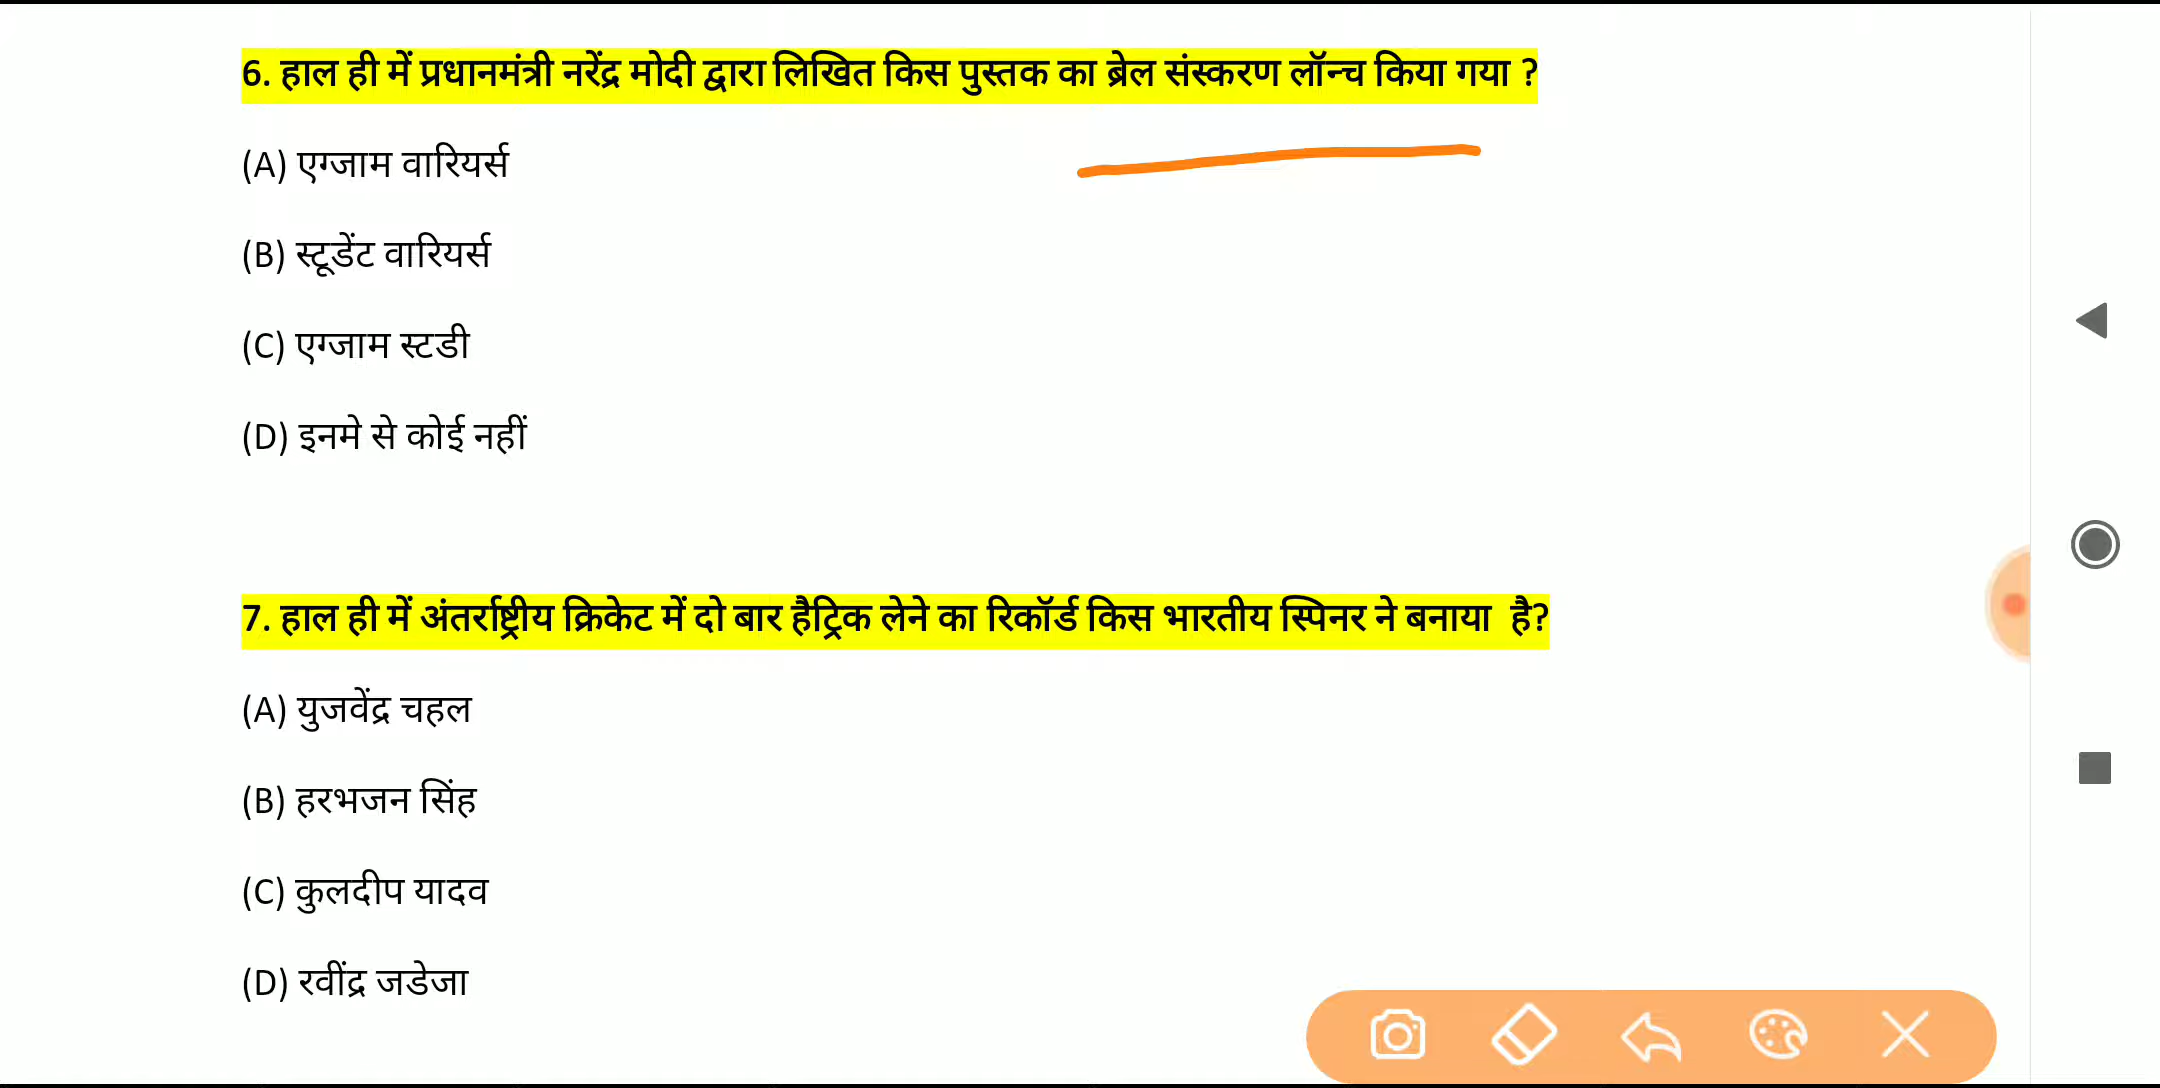 6. हाल ही में प्रधानमंत्री नरेंद्र मोदी द्वारा लिखित किस पुस्तक का ब्रेल संस्करण लॉन्च किया गया ?
(A) एग्जाम वारियर्स
(B) स्टूडेंट वारियर्स
(C) एग्जाम स्टडी
(D) इनमे से कोई नहीं
7. हाल ही में अंतर्राष्ट्रीय क्रिकेट में दो बार हैट्रिक लेने का रिकॉर्ड किस भारतीय स्पिनर ने बनाया है?
(A) युजवेंद्र चहल
(B) हरभजन सिंह
(C) कुलदीप यादव
(D) रवींद्र जडेजा